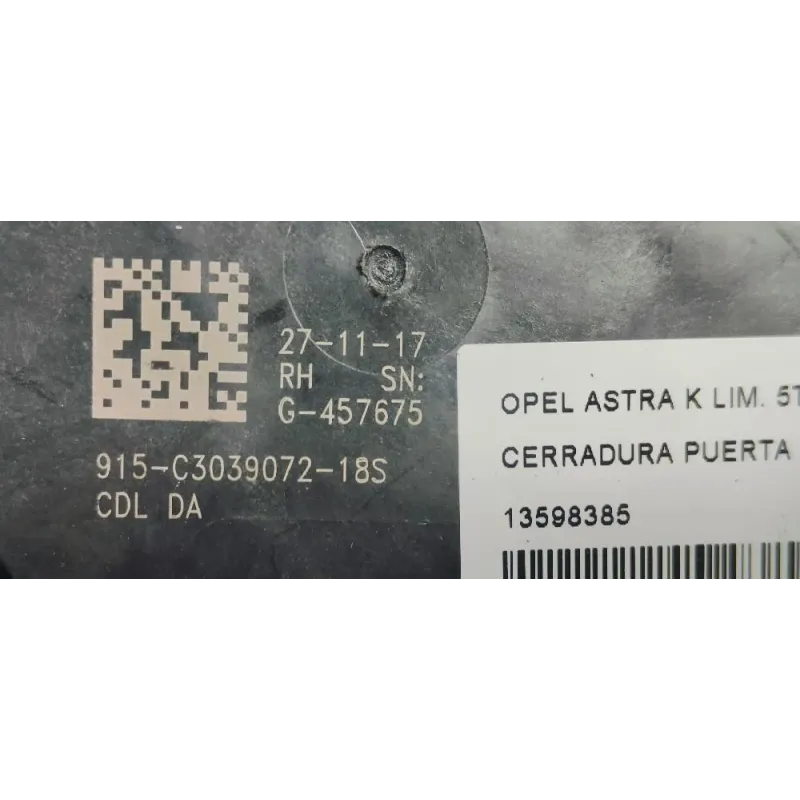 27-11-17
RH SN:
G-457675
915-C3039072-18S
CDL DA
OPEL ASTRA K LIM. 5T
CERRADURA PUERTA
13598385